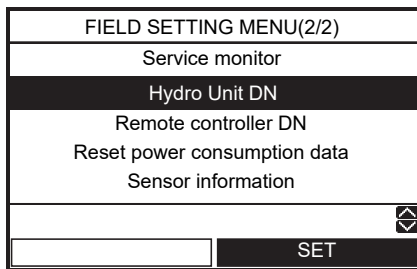 FIELD SETTING MENU(2/2)
Service monitor
Hydro Unit DN
Remote controller DN
Reset power consumption data
Sensor information
SET